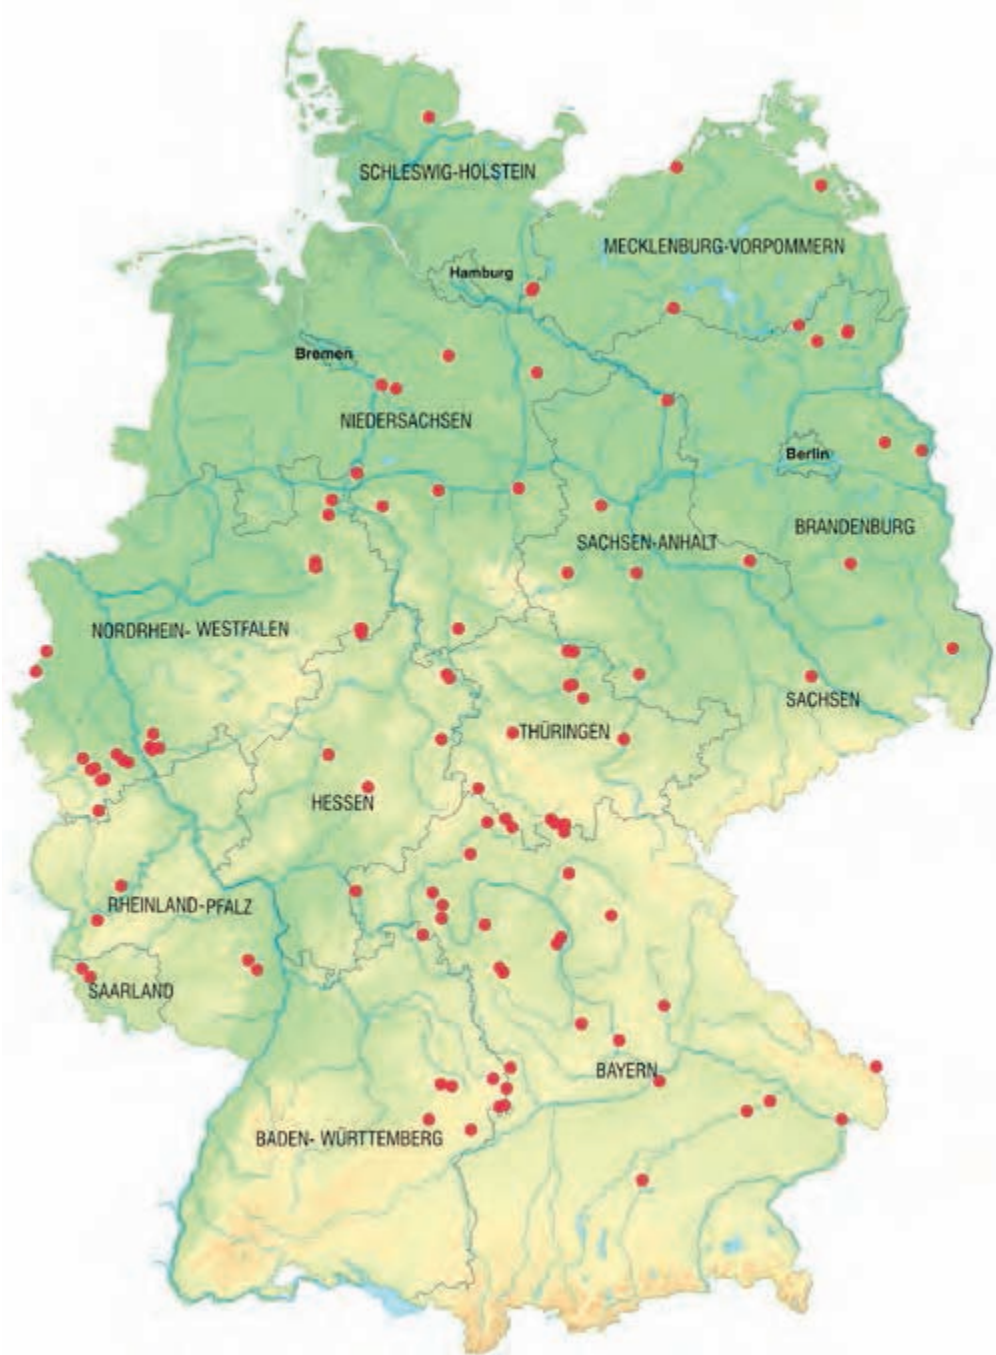 SCHLESWIG-HOLSTEIN
MECKLENBURG-VORPOMMERN
Hamburg
Bremen
NIEDERSACHSEN
Berlin
BRANDENBURG
SACHSEN-ANHALT
NORDRHEIN- WESTFALEN
SACHSEN
THÜRINGEN
HESSEN
RHEINLAND-PFALZ
SAARLAND
BAYERN
BADEN- WÜRTTEMBERG